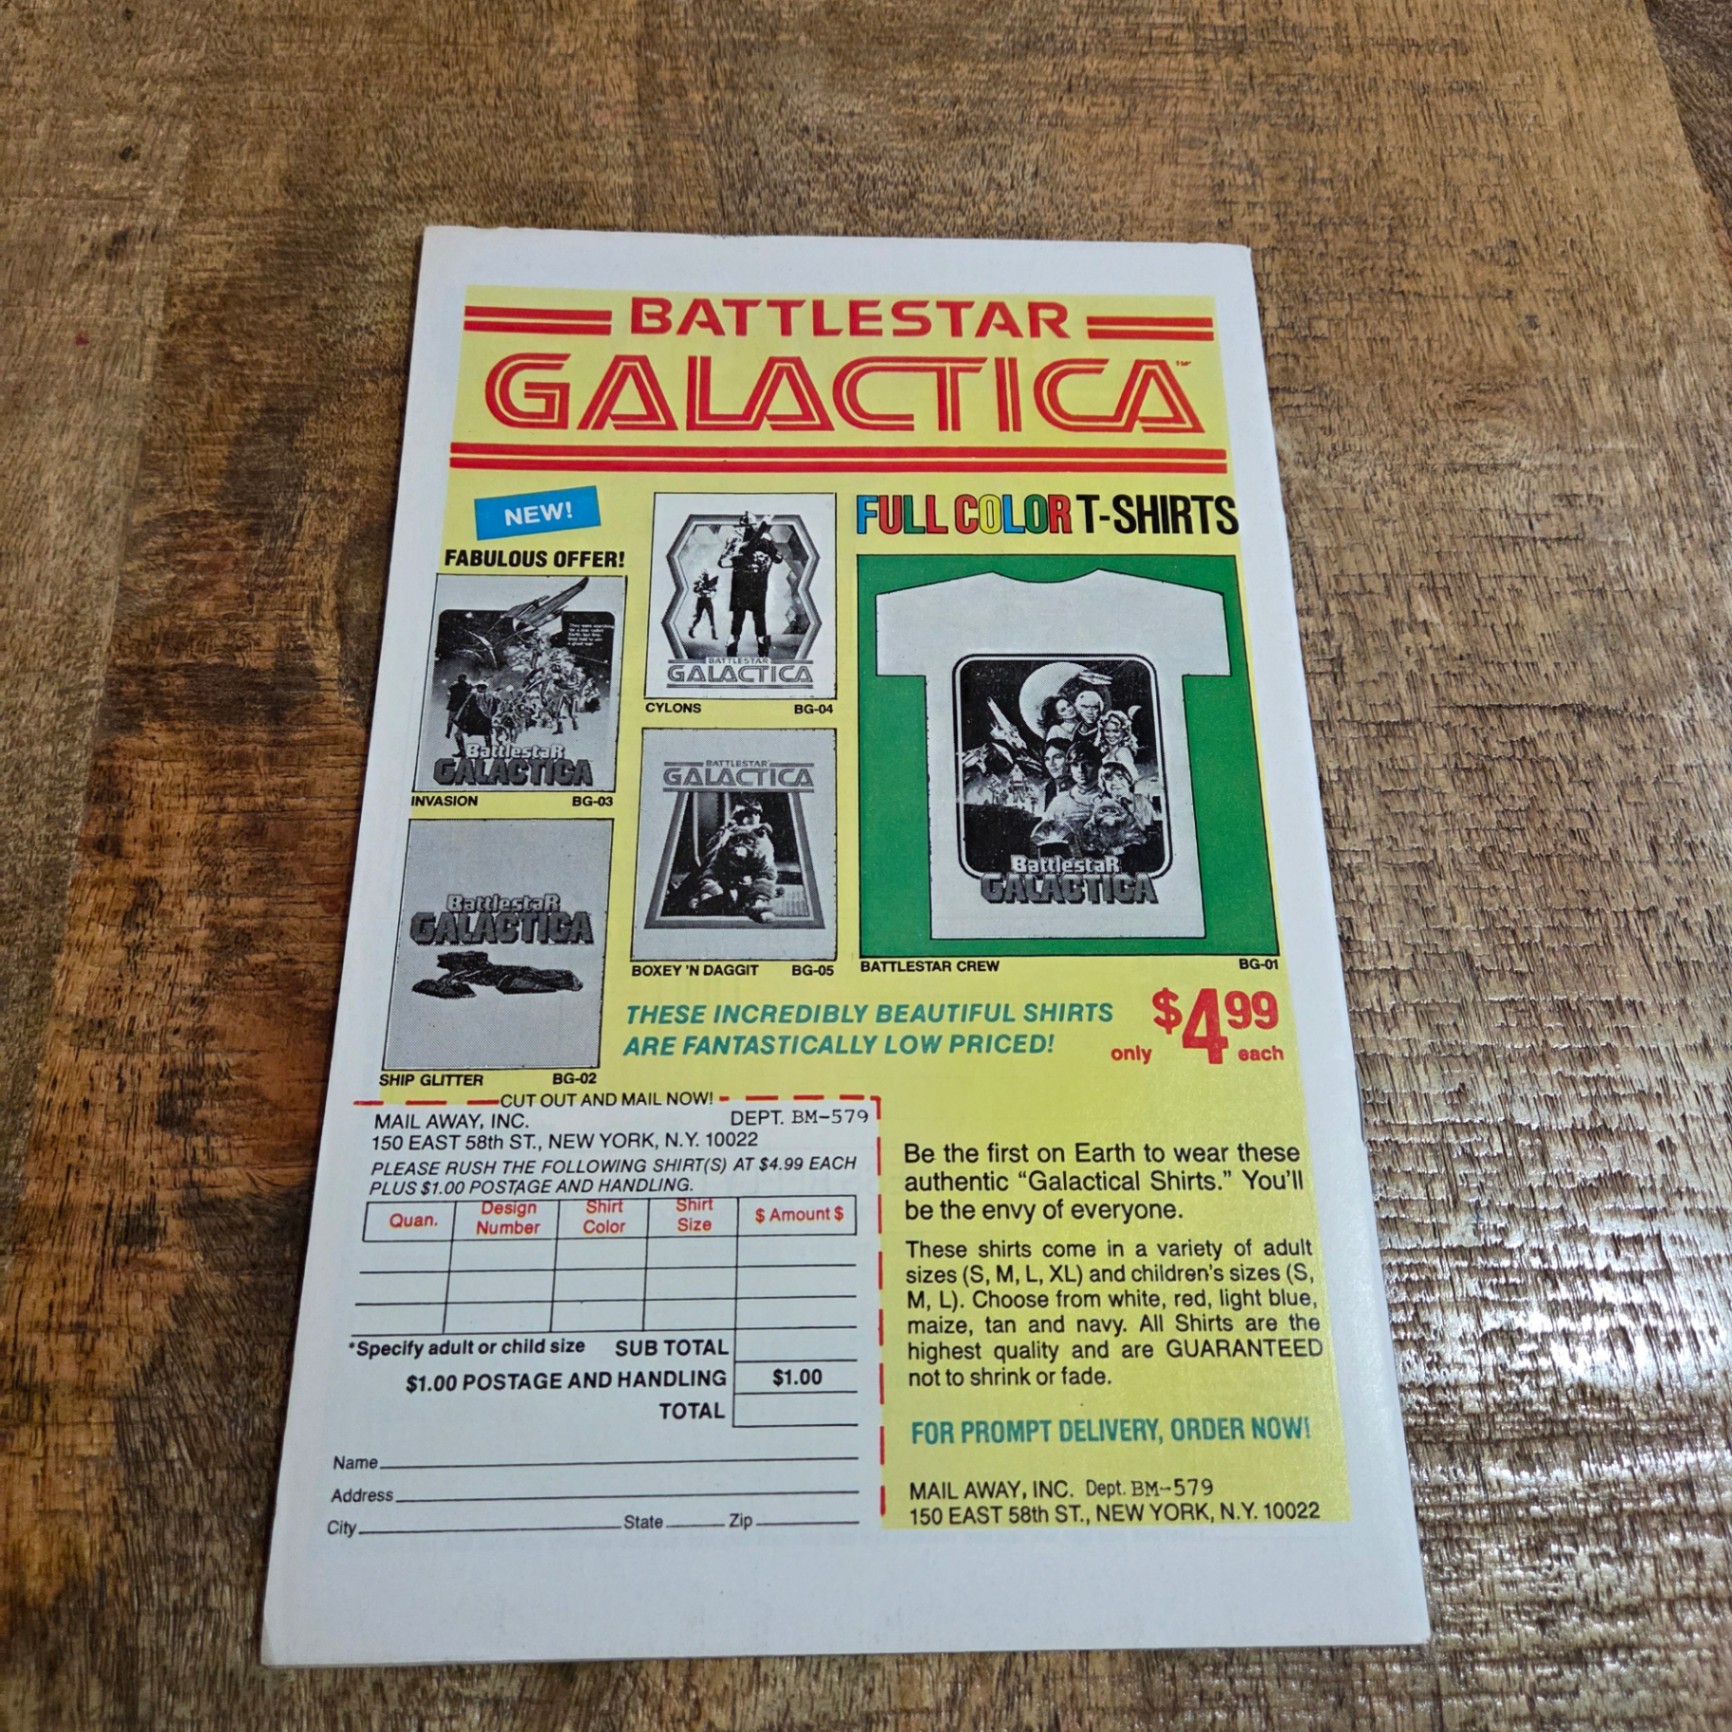 BATTLESTAR
GALACTICA™
NEW!
FABULOUS OFFER!
BattlestaR
GALACTICA
INVASION BG-03
BattlestaR
GALACTICA
SHIP GLITTER BG-02
BATTLESTAR
GALACTICA
CYLONS BG-04
BATTLESTAR
GALACTICA
BOXEY 'N DAGGIT BG-05
FULL COLOR T-SHIRTS
BattlestaR
GALACTICA
BATTLESTAR CREW BG-01
THESE INCREDIBLY BEAUTIFUL SHIRTS
ARE FANTASTICALLY LOW PRICED!
only $4.99 each
CUT OUT AND MAIL NOW!
MAIL AWAY, INC. DEPT. BM-579
150 EAST 58th ST., NEW YORK, N.Y. 10022
PLEASE RUSH THE FOLLOWING SHIRT(S) AT $4.99 EACH
PLUS $1.00 POSTAGE AND HANDLING.
Quan. Design Number Shirt Color Shirt Size $ Amount $
*Specify adult or child size SUB TOTAL
$1.00 POSTAGE AND HANDLING $1.00
TOTAL
Name
Address
City State Zip
Be the first on Earth to wear these
authentic “Galactical Shirts.” You'll
be the envy of everyone.
These shirts come in a variety of adult
sizes (S, M, L, XL) and children's sizes (S,
M, L). Choose from white, red, light blue,
maize, tan and navy. All Shirts are the
highest quality and are GUARANTEED
not to shrink or fade.
FOR PROMPT DELIVERY, ORDER NOW!
MAIL AWAY, INC. Dept. BM-579
150 EAST 58th ST., NEW YORK, N.Y. 10022